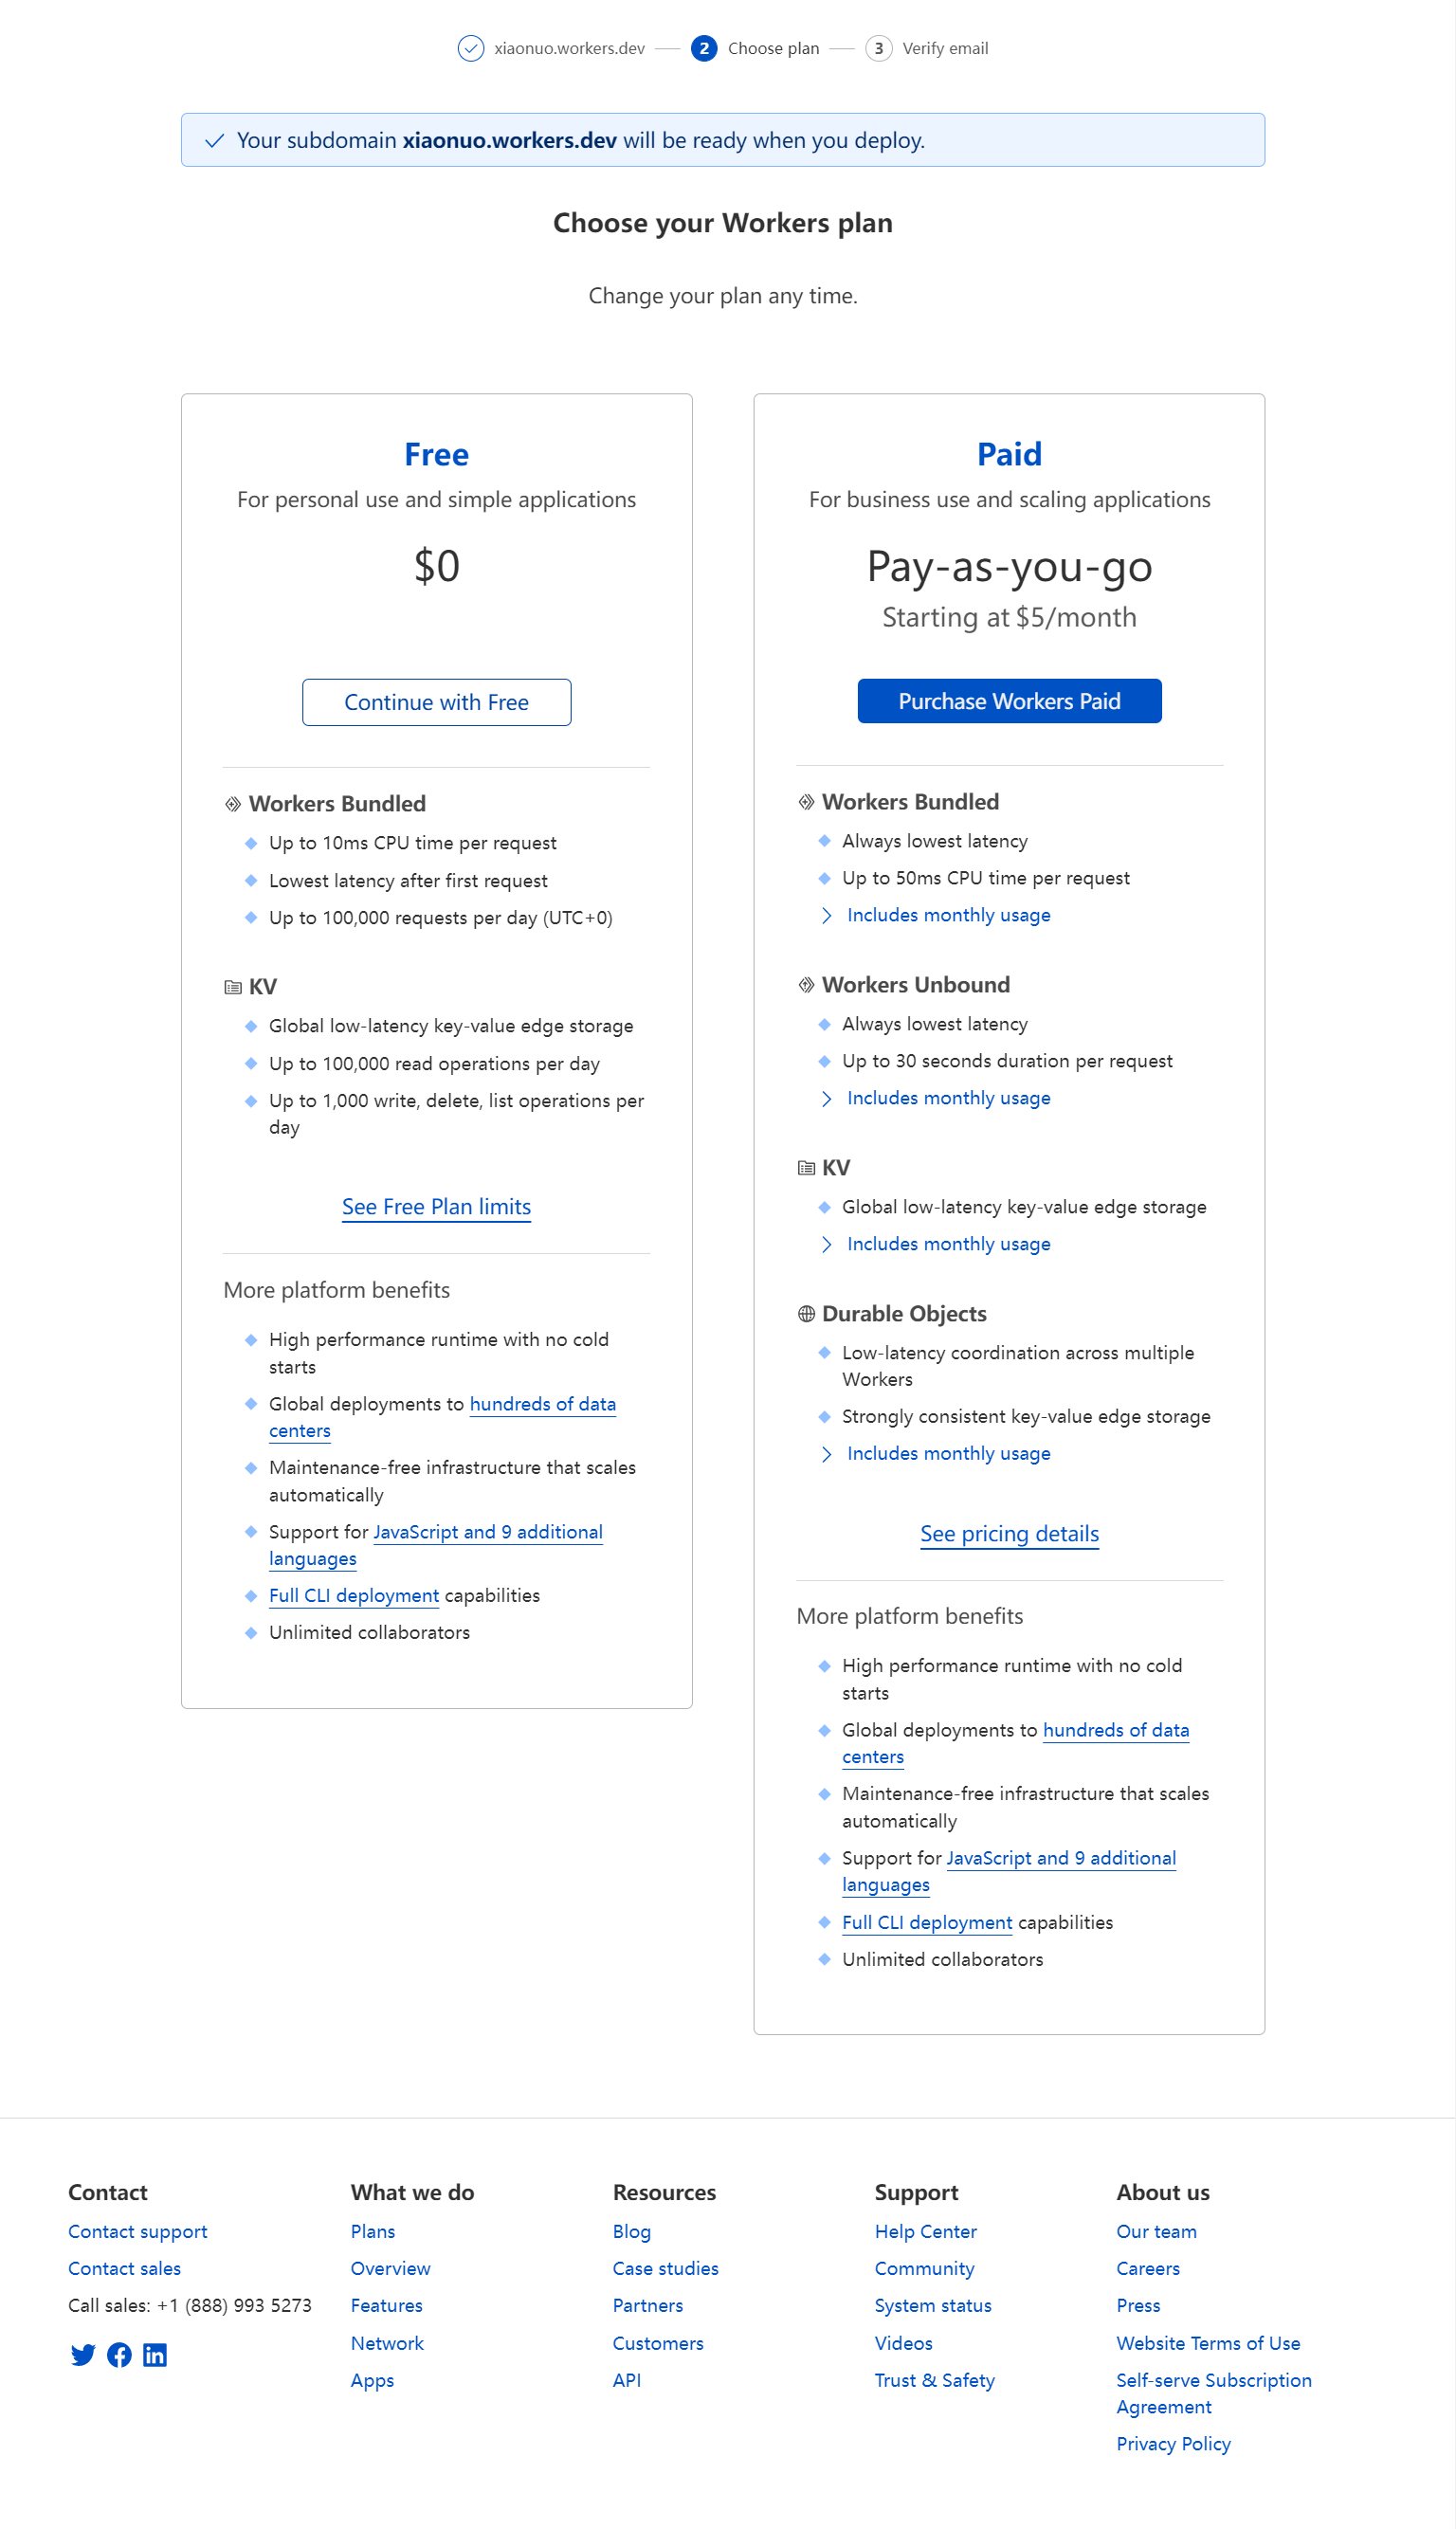 xiaonuo.workers.dev
2 Choose plan
3 Verify email
Your subdomain xiaonuo.workers.dev will be ready when you deploy.
Choose your Workers plan
Change your plan any time.
Free
For personal use and simple applications
$0
Continue with Free
Workers Bundled
Up to 10ms CPU time per request
Lowest latency after first request
Up to 100,000 requests per day (UTC+0)
KV
Global low-latency key-value edge storage
Up to 100,000 read operations per day
Up to 1,000 write, delete, list operations per
day
See Free Plan limits
More platform benefits
High performance runtime with no cold
starts
Global deployments to hundreds of data
centers
Maintenance-free infrastructure that scales
automatically
Support for JavaScript and 9 additional
languages
Full CLI deployment capabilities
Unlimited collaborators
Paid
For business use and scaling applications
Pay-as-you-go
Starting at $5/month
Purchase Workers Paid
Workers Bundled
Always lowest latency
Up to 50ms CPU time per request
Includes monthly usage
Workers Unbound
Always lowest latency
Up to 30 seconds duration per request
Includes monthly usage
KV
Global low-latency key-value edge storage
Includes monthly usage
Durable Objects
Low-latency coordination across multiple
Workers
Strongly consistent key-value edge storage
Includes monthly usage
See pricing details
More platform benefits
High performance runtime with no cold
starts
Global deployments to hundreds of data
centers
Maintenance-free infrastructure that scales
automatically
Support for JavaScript and 9 additional
languages
Full CLI deployment capabilities
Unlimited collaborators
Contact
Contact support
Contact sales
Call sales: +1 (888) 993 5273
What we do
Plans
Overview
Features
Network
Apps
Resources
Blog
Case studies
Partners
Customers
API
Support
Help Center
Community
System status
Videos
Trust & Safety
About us
Our team
Careers
Press
Website Terms of Use
Self-serve Subscription
Agreement
Privacy Policy